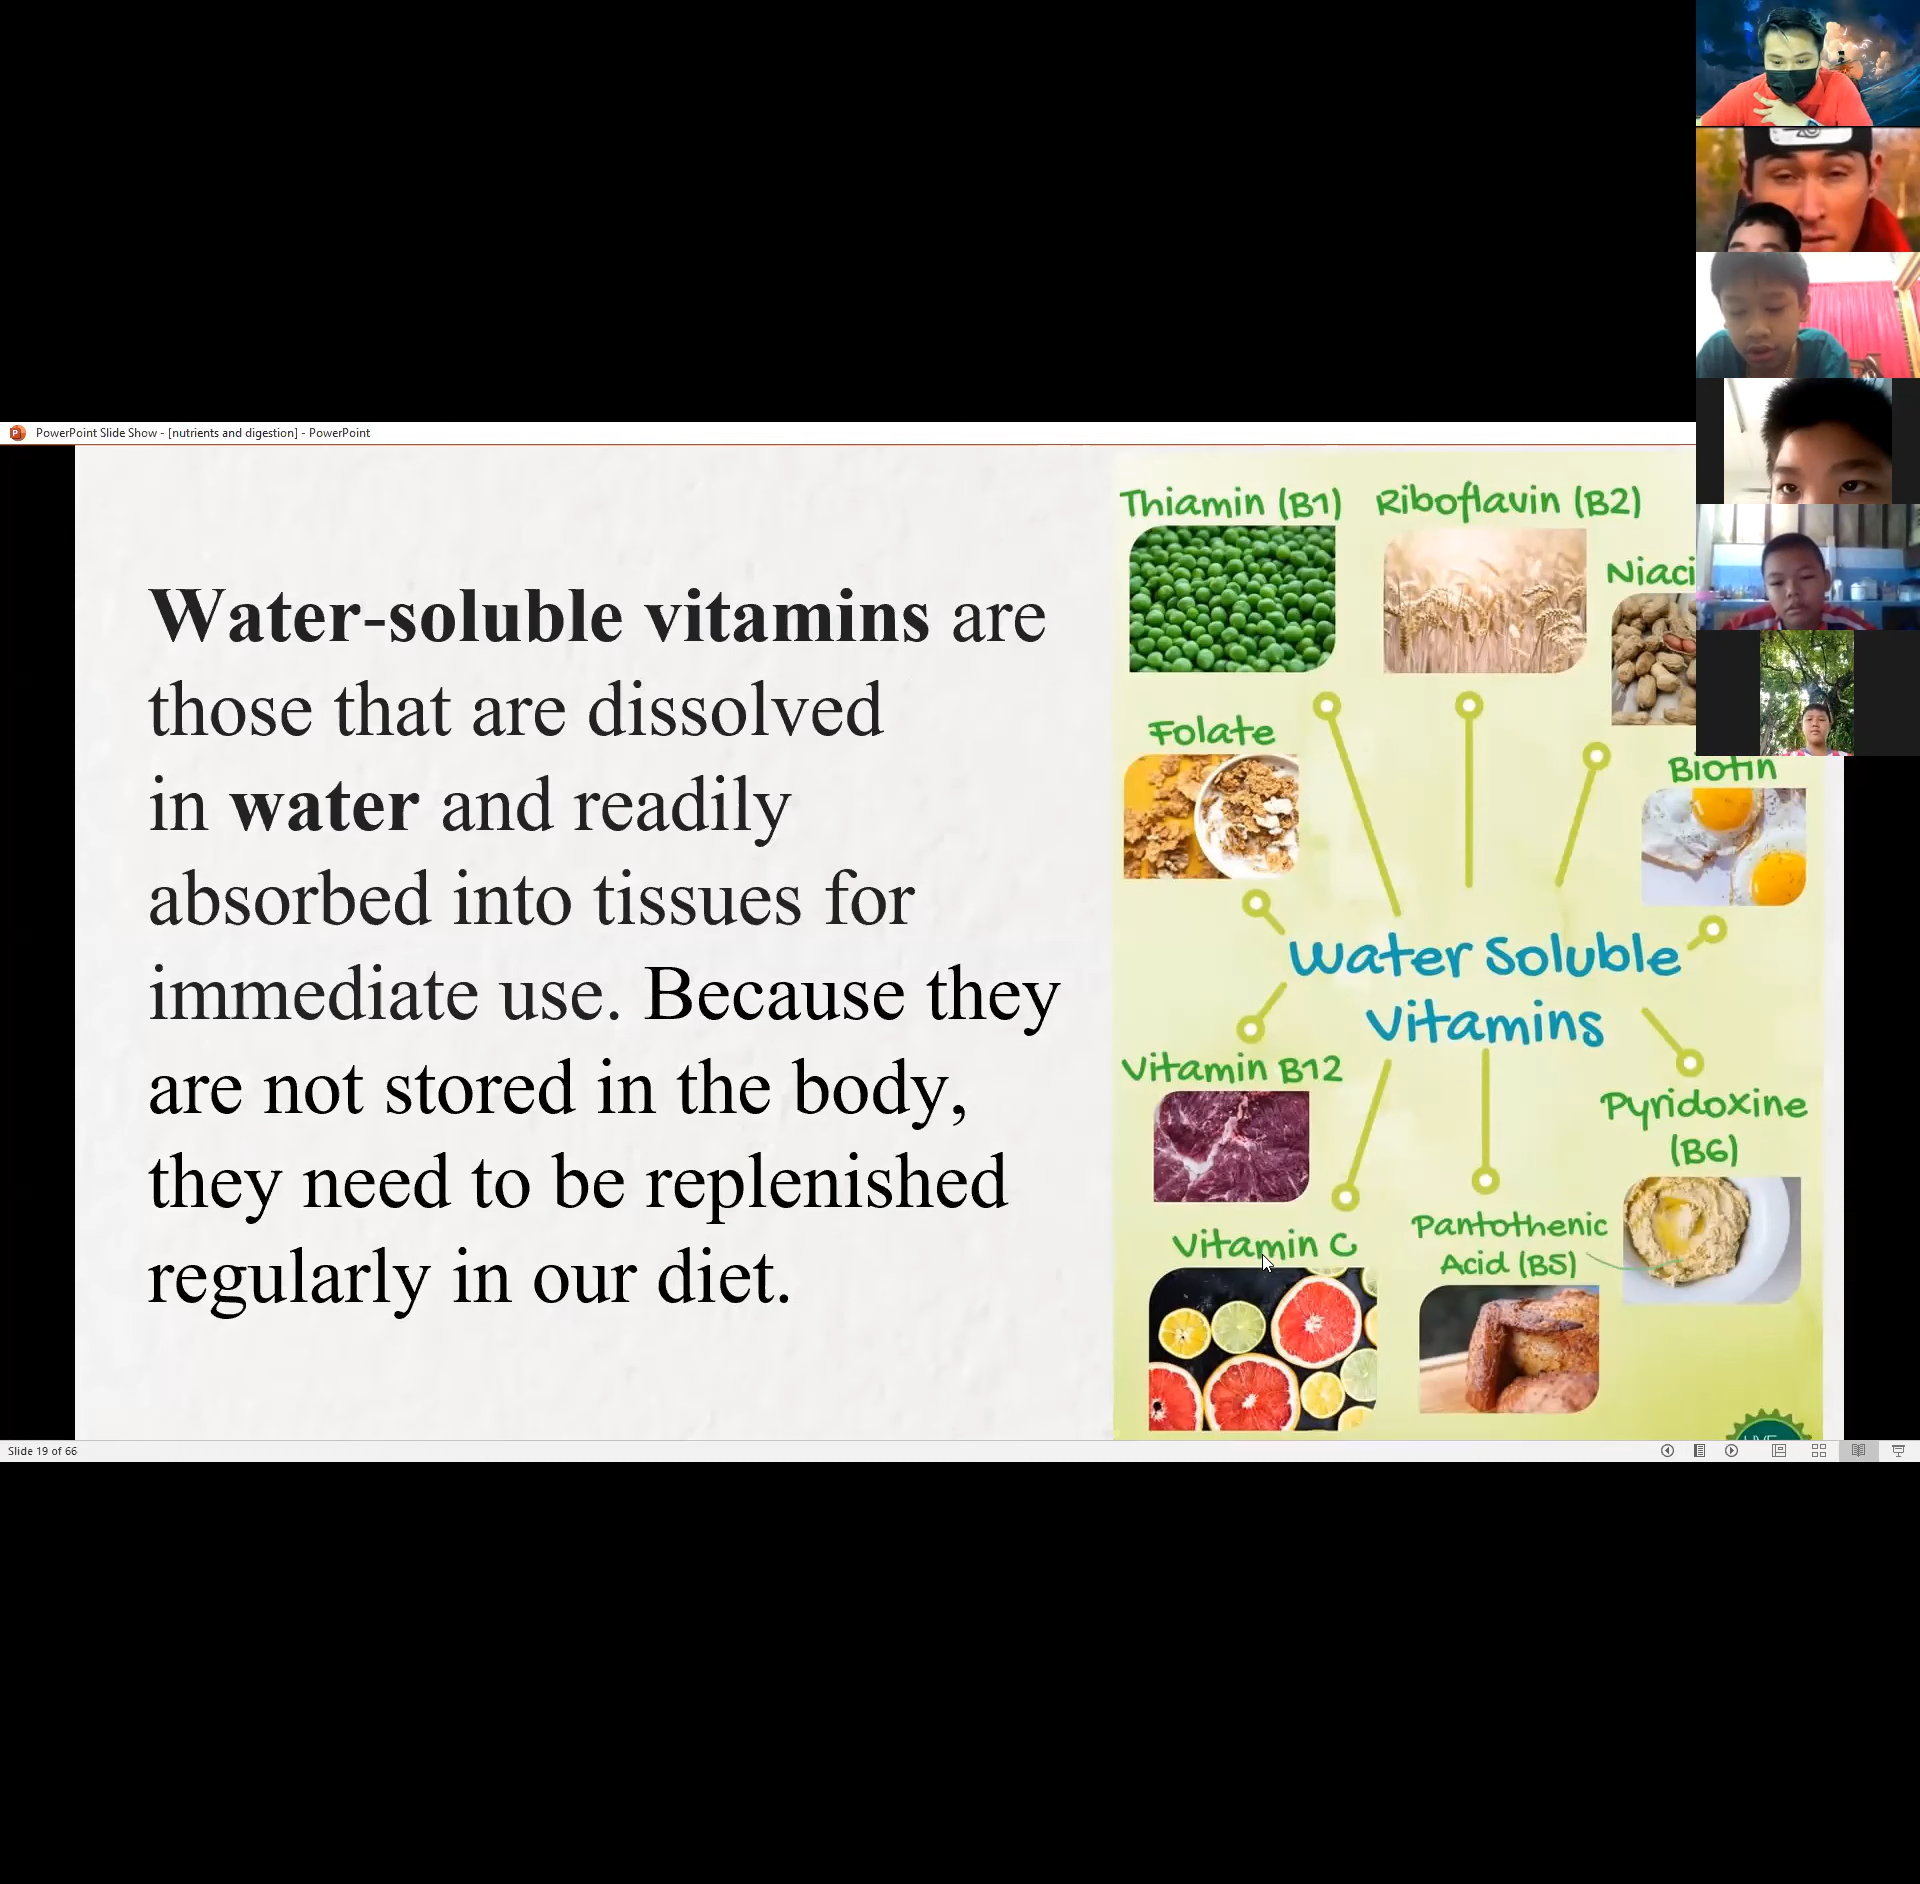 PowerPoint Slide Show - [nutrients and digestion] - PowerPoint
Water-soluble vitamins are
those that are dissolved
in water and readily
absorbed into tissues for
immediate use. Because they
are not stored in the body,
they need to be replenished
regularly in our diet.
Thiamin (B1)
Riboflavin (B2)
Niaci
Folate
Biotin
Water Soluble
Vitamins
Vitamin B12
Pyridoxine
(B6)
Vitamin C
Pantothenic
Acid (B5)
Slide 19 of 66